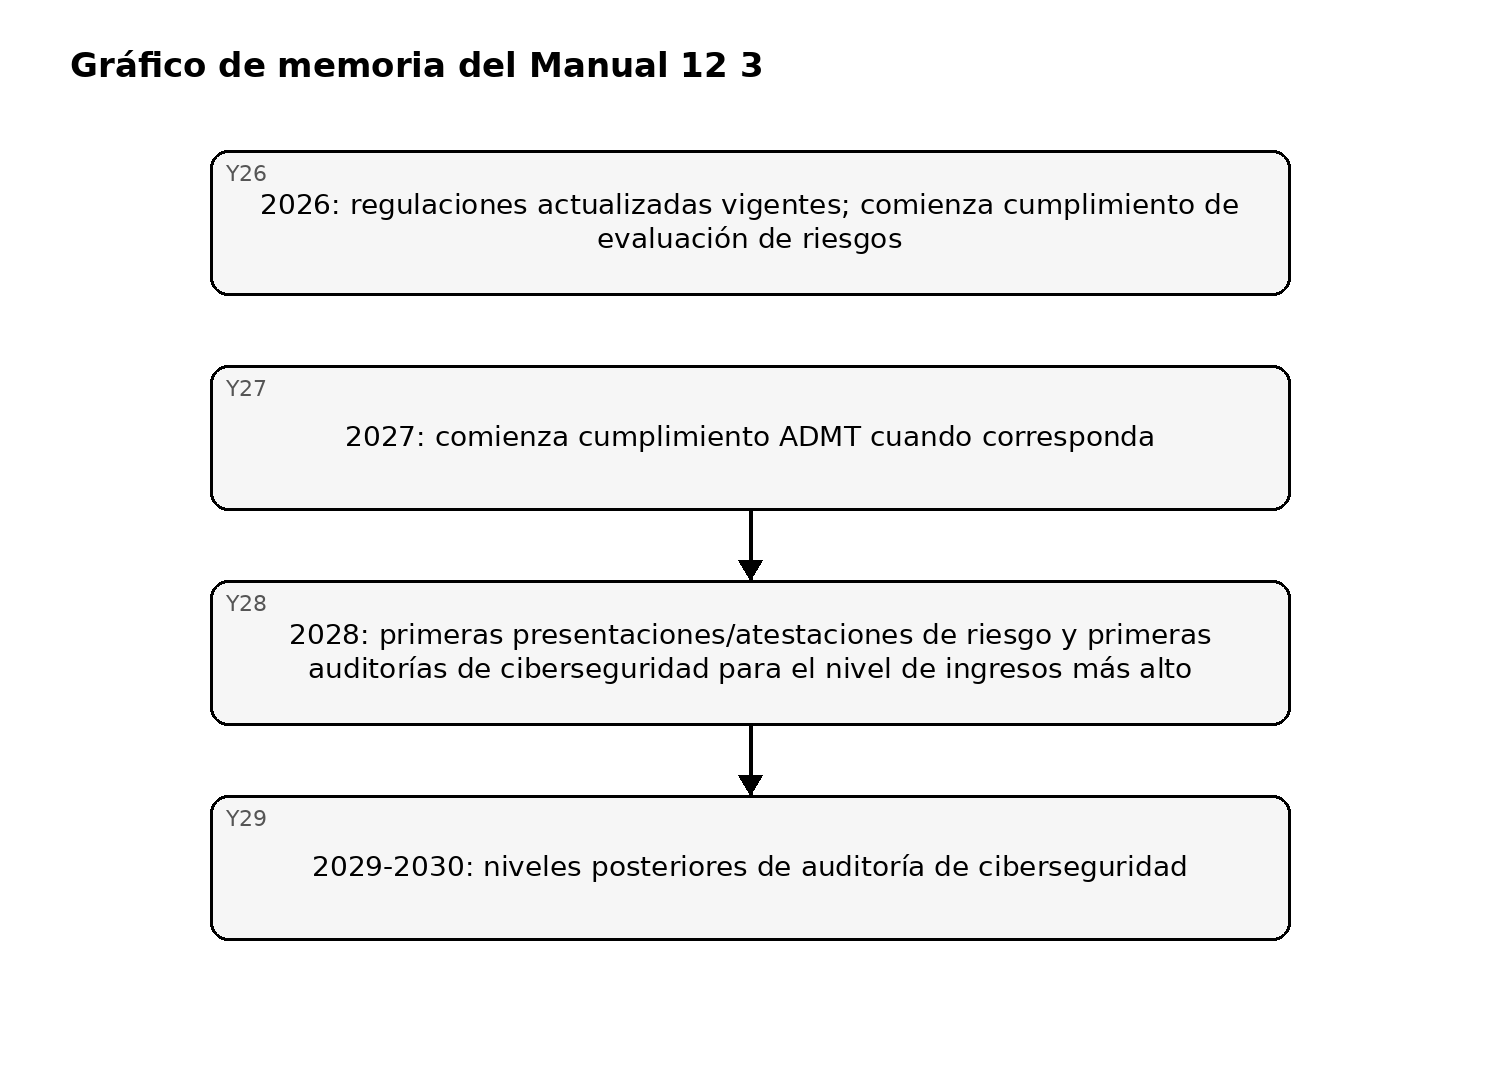 Gráfico de memoria del Manual 12 3
Y26
2026: regulaciones actualizadas vigentes; comienza cumplimiento de
evaluación de riesgos
Y27
2027: comienza cumplimiento ADMT cuando corresponda
Y28
2028: primeras presentaciones/atestaciones de riesgo y primeras
auditorías de ciberseguridad para el nivel de ingresos más alto
Y29
2029-2030: niveles posteriores de auditoría de ciberseguridad